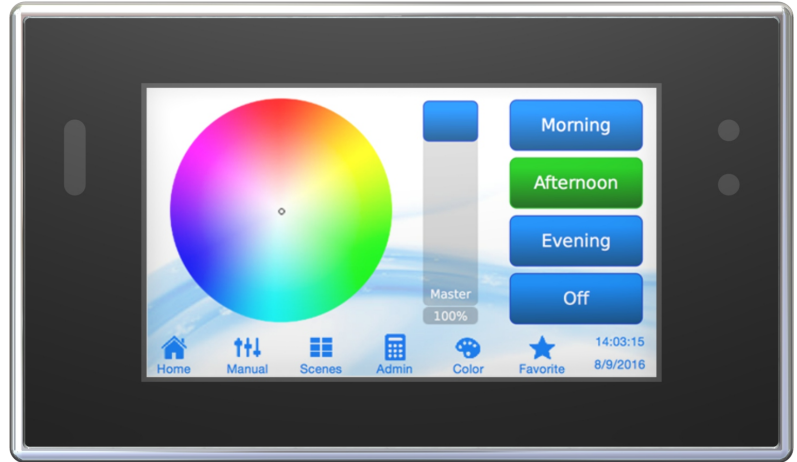 Morning
Afternoon
Evening
Off
Master
100%
Home
Manual
Scenes
Admin
Color
Favorite
14:03:15
8/9/2016